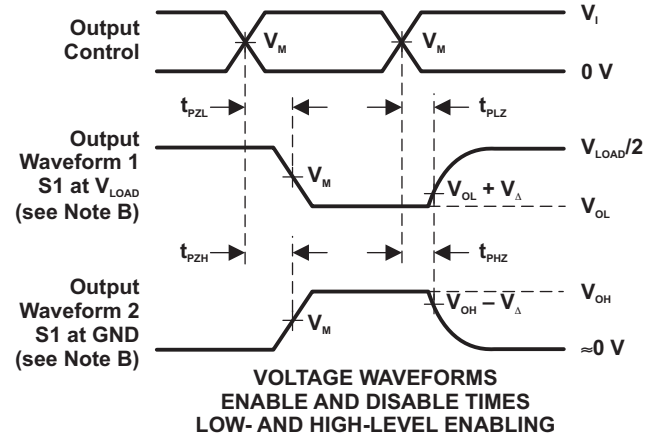 Output
Control
V_M
V_M
V_I
0 V
t_PZL
t_PLZ
Output
Waveform 1
S1 at V_LOAD
(see Note B)
V_M
V_OL + V_Δ
V_LOAD/2
V_OL
t_PZH
t_PHZ
Output
Waveform 2
S1 at GND
(see Note B)
V_M
V_OH – V_Δ
V_OH
≈0 V
VOLTAGE WAVEFORMS
ENABLE AND DISABLE TIMES
LOW- AND HIGH-LEVEL ENABLING